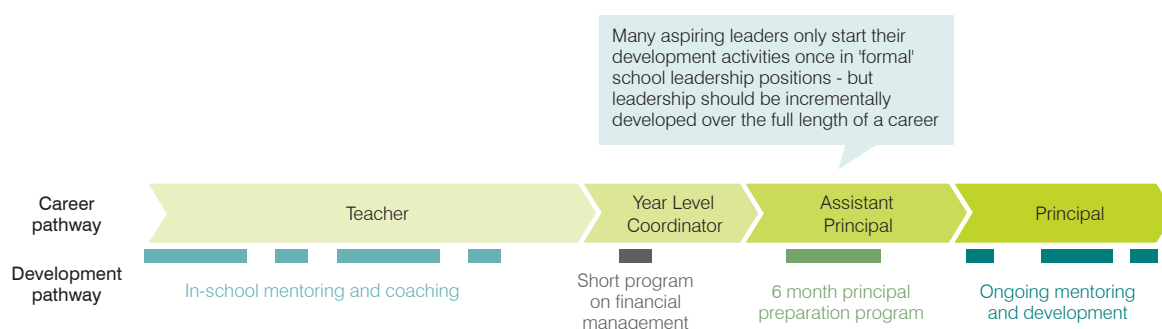 Many aspiring leaders only start their
development activities once in 'formal'
school leadership positions - but
leadership should be incrementally
developed over the full length of a career
Career
pathway
Teacher
Year Level
Coordinator
Assistant
Principal
Principal
Development
pathway
In-school mentoring and coaching
Short program
on financial
management
6 month principal
preparation program
Ongoing mentoring
and development